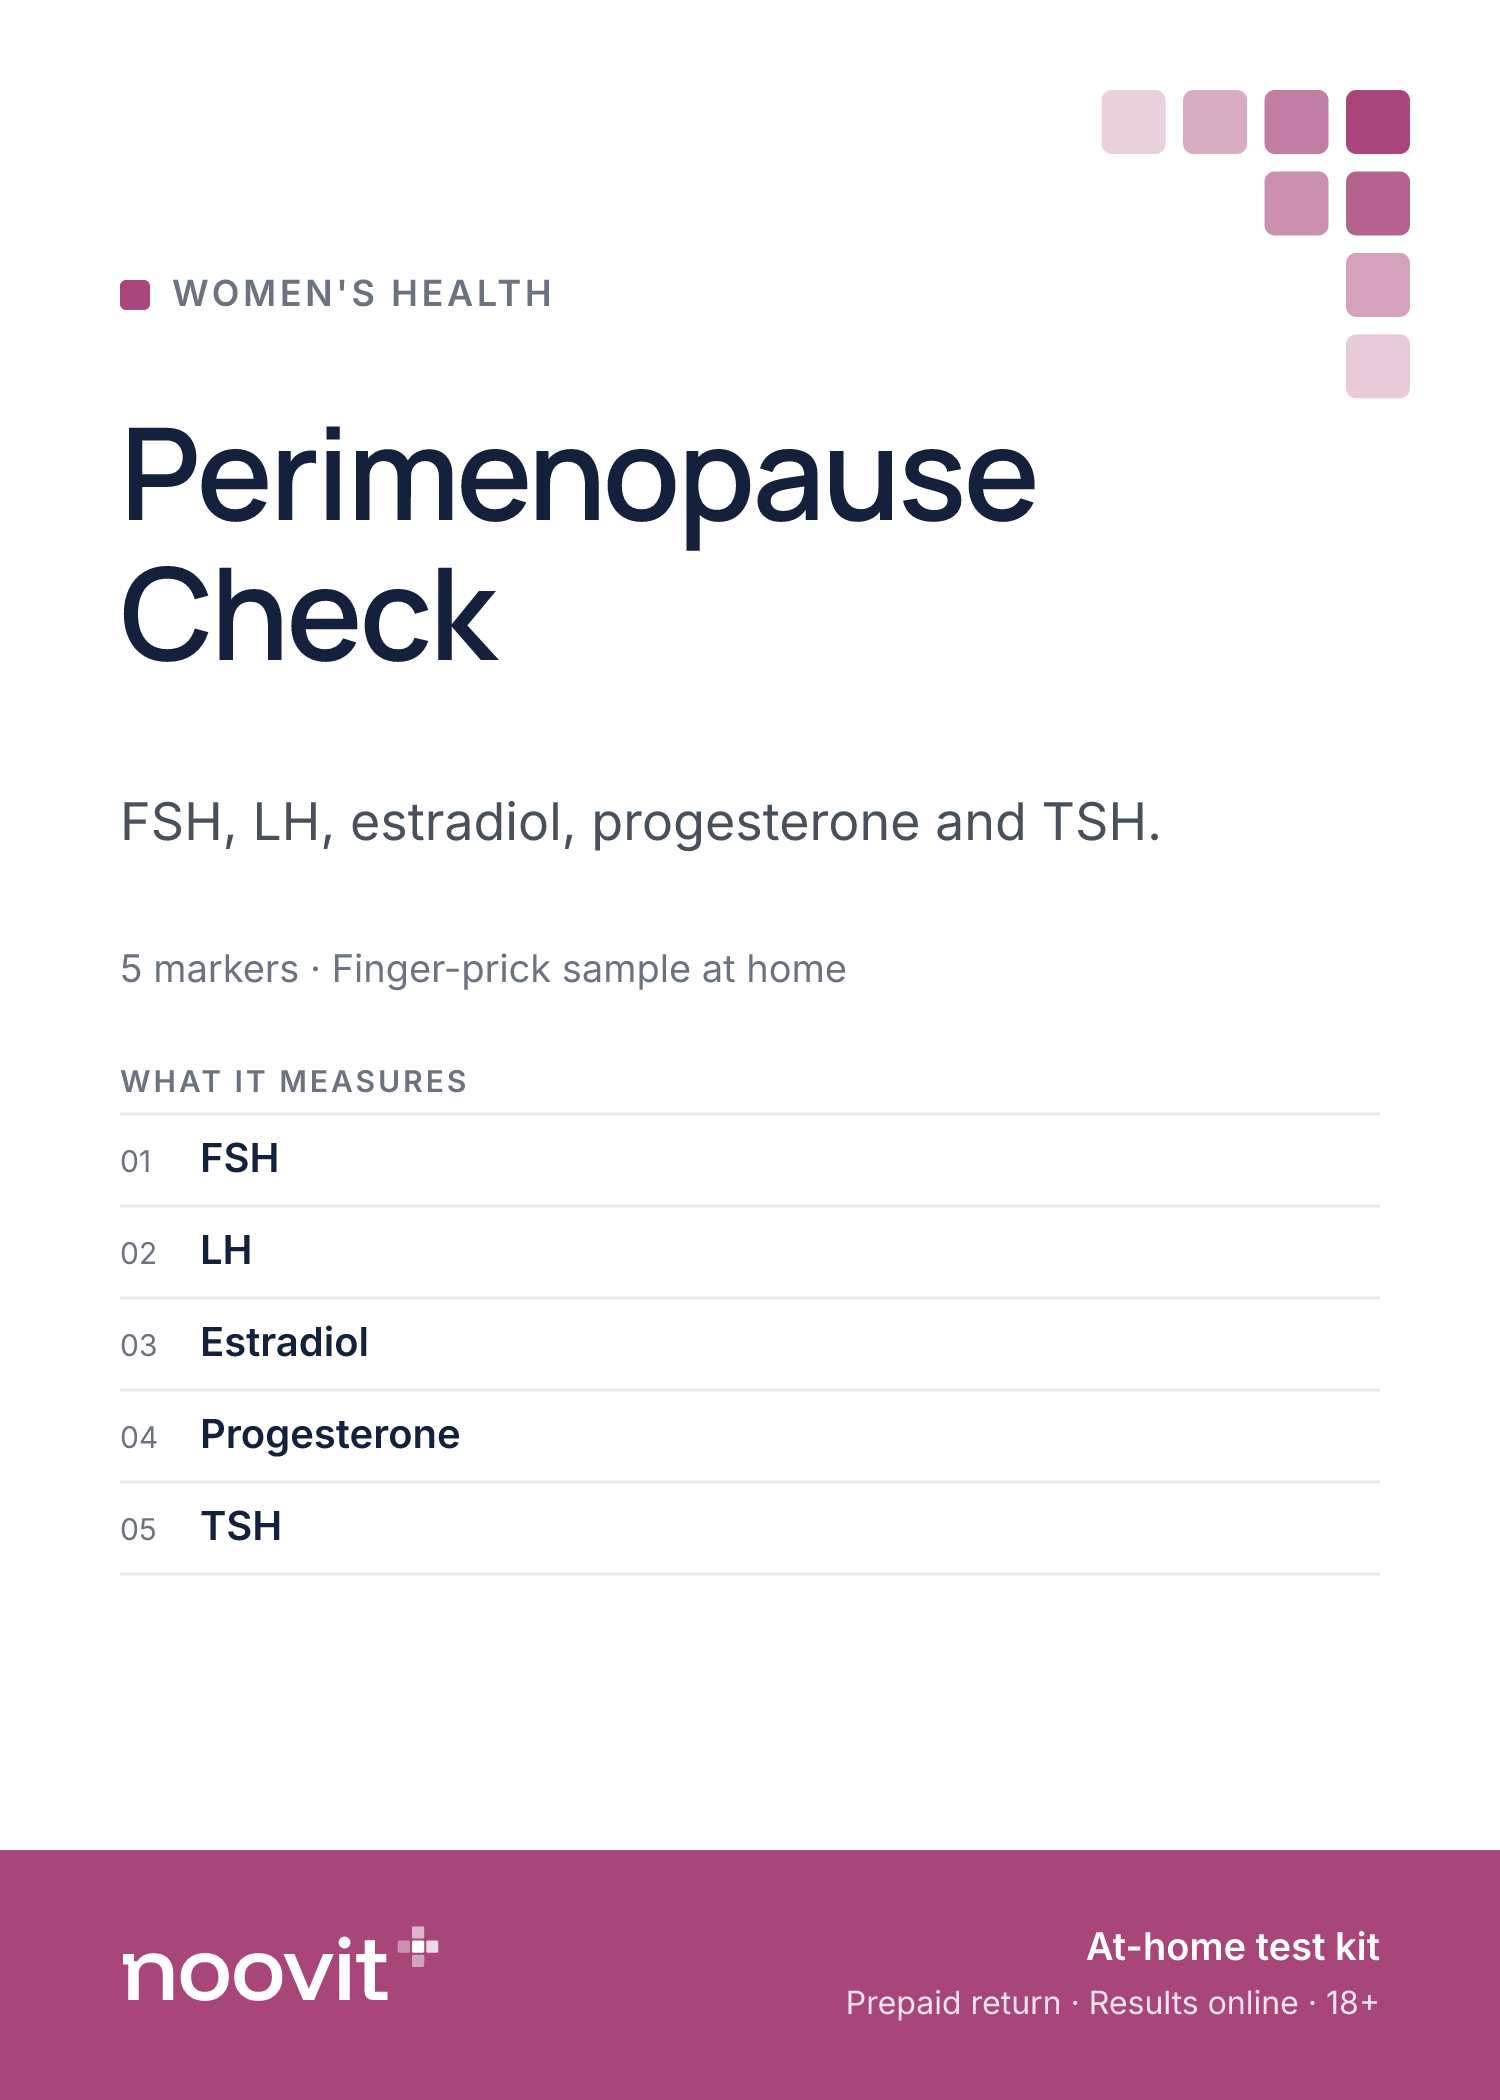 WOMEN'S HEALTH
Perimenopause
Check
FSH, LH, estradiol, progesterone and TSH.
5 markers · Finger-prick sample at home
WHAT IT MEASURES
01 FSH
02 LH
03 Estradiol
04 Progesterone
05 TSH
noovit
At-home test kit
Prepaid return · Results online · 18+